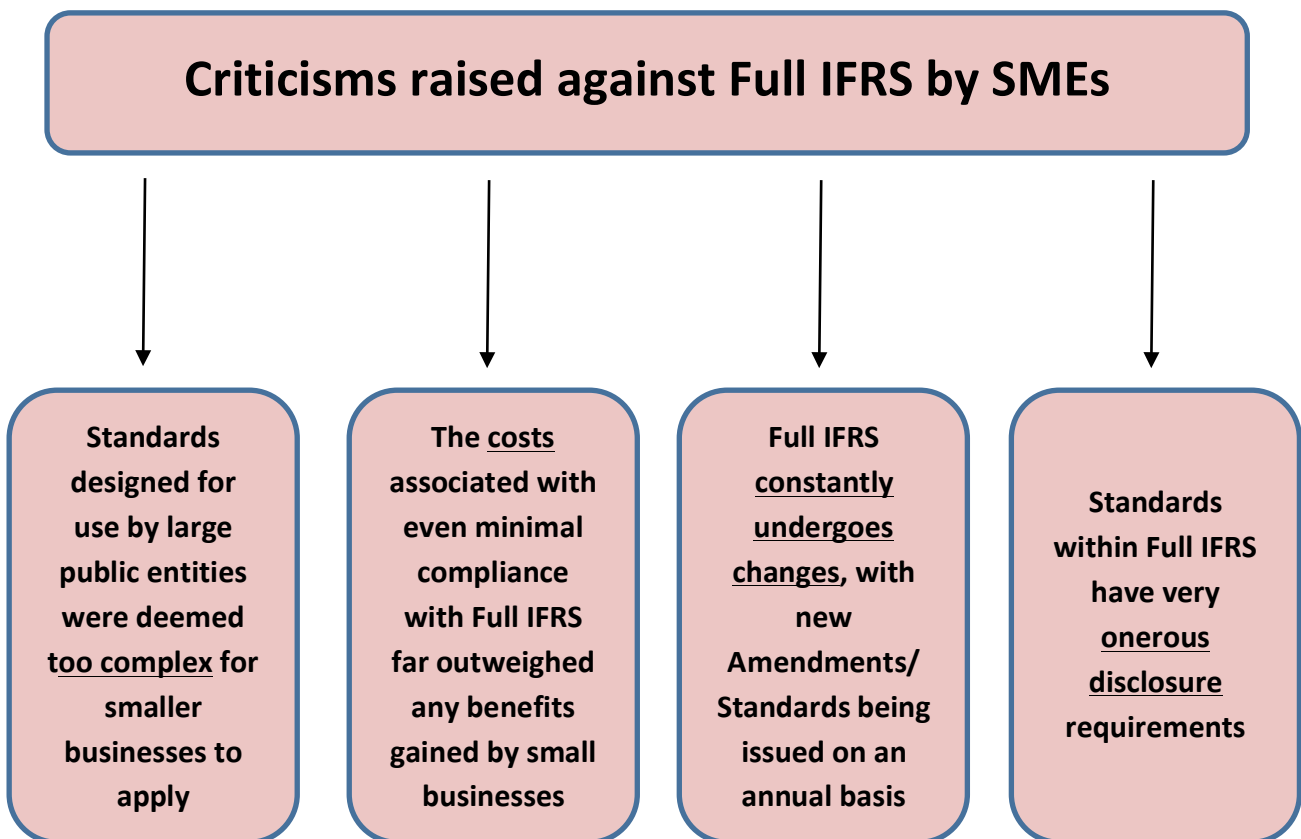 Criticisms raised against Full IFRS by SMEs
Standards
designed for
use by large
public entities
were deemed
too complex for
smaller
businesses to
apply
The costs
associated with
even minimal
compliance
with Full IFRS
far outweighed
any benefits
gained by small
businesses
Full IFRS
constantly
undergoes
changes, with
new
Amendments/
Standards being
issued on an
annual basis
Standards
within Full IFRS
have very
onerous
disclosure
requirements